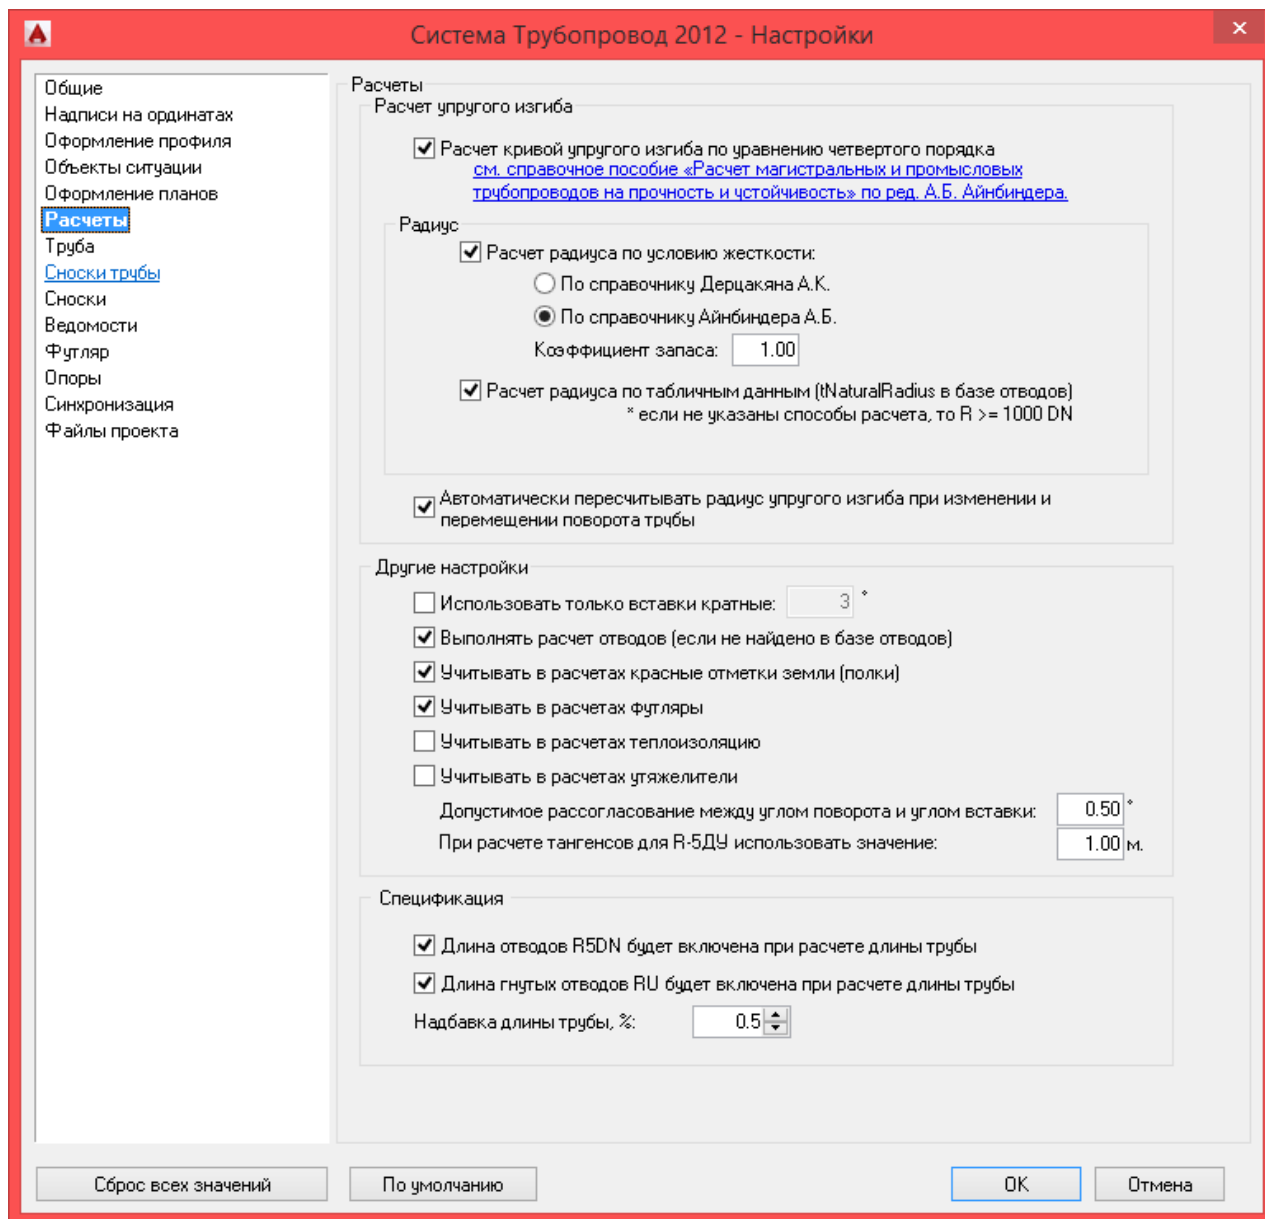 Система Трубопровод 2012 - Настройки
Общие
Надписи на ординатах
Оформление профиля
Объекты ситуации
Оформление планов
Расчеты
Труба
Сноски трубы
Сноски
Ведомости
Футляр
Опоры
Синхронизация
Файлы проекта
Расчеты
Расчет упругого изгиба
Расчет кривой упругого изгиба по уравнению четвертого порядка
см. справочное пособие «Расчет магистральных и промысловых
трубопроводов на прочность и устойчивость» по ред. А.Б. Айнбиндера.
Радиус
Расчет радиуса по условию жесткости:
По справочнику Дерцакяна А.К.
По справочнику Айнбиндера А.Б.
Коэффициент запаса: 1.00
Расчет радиуса по табличным данным (tNaturalRadius в базе отводов)
* если не указаны способы расчета, то R >= 1000 DN
Автоматически пересчитывать радиус упругого изгиба при изменении и
перемещении поворота трубы
Другие настройки
Использовать только вставки кратные: 3 °
Выполнять расчет отводов (если не найдено в базе отводов)
Учитывать в расчетах красные отметки земли (полки)
Учитывать в расчетах футляры
Учитывать в расчетах теплоизоляцию
Учитывать в расчетах утяжелители
Допустимое рассогласование между углом поворота и углом вставки: 0.50 °
При расчете тангенсов для R-5ДУ использовать значение: 1.00 м.
Спецификация
Длина отводов R5DN будет включена при расчете длины трубы
Длина гнутых отводов RU будет включена при расчете длины трубы
Надбавка длины трубы, %: 0.5
Сброс всех значений
По умолчанию
OK
Отмена